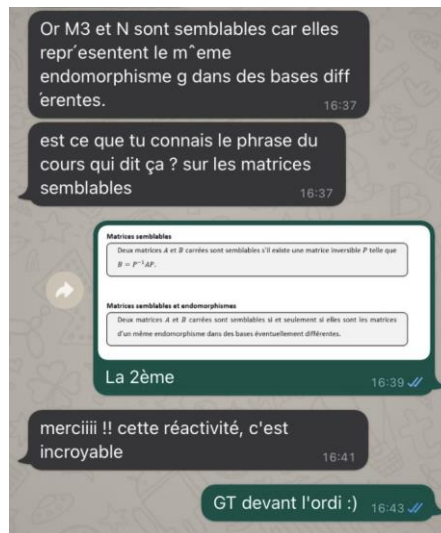 Or M3 et N sont semblables car elles
repr´esentent le mˆeme
endomorphisme g dans des bases diff
´erentes.
16:37
est ce que tu connais le phrase du
cours qui dit ça ? sur les matrices
semblables
16:37
Matrices semblables
Deux matrices A et B carrées sont semblables s'il existe une matrice inversible P telle que
B = P⁻¹AP.
Matrices semblables et endomorphismes
Deux matrices A et B carrées sont semblables si et seulement si elles sont les matrices
d'un même endomorphisme dans des bases éventuellement différentes.
La 2ème
16:39
merciiii !! cette réactivité, c'est
incroyable
16:41
GT devant l'ordi :) 16:43